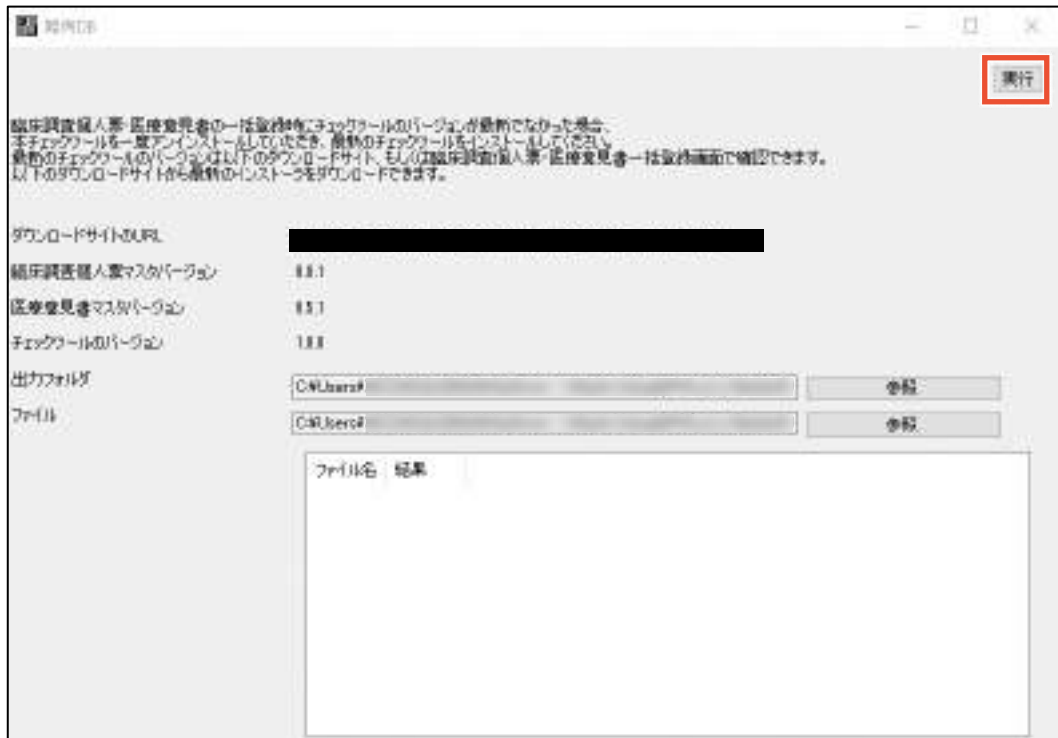 難病DB
実行
臨床調査個人票・医療意見書の一括登録時にチェックツールのバージョンが最新でなかった場合、
本チェックツールを一度アンインストールしていただき、最新のチェックツールをインストールしてください。
最新のチェックツールのバージョンは以下のダウンロードサイト、もしくは臨床調査個人票・医療意見書一括登録画面で確認できます。
以下のダウンロードサイトから最新のインストーラをダウンロードできます。
ダウンロードサイトのURL
臨床調査個人票マスタバージョン
医療意見書マスタバージョン
チェックツールのバージョン
出力フォルダ C:¥Users¥ 参照
ファイル C:¥Users¥ 参照
ファイル名 結果